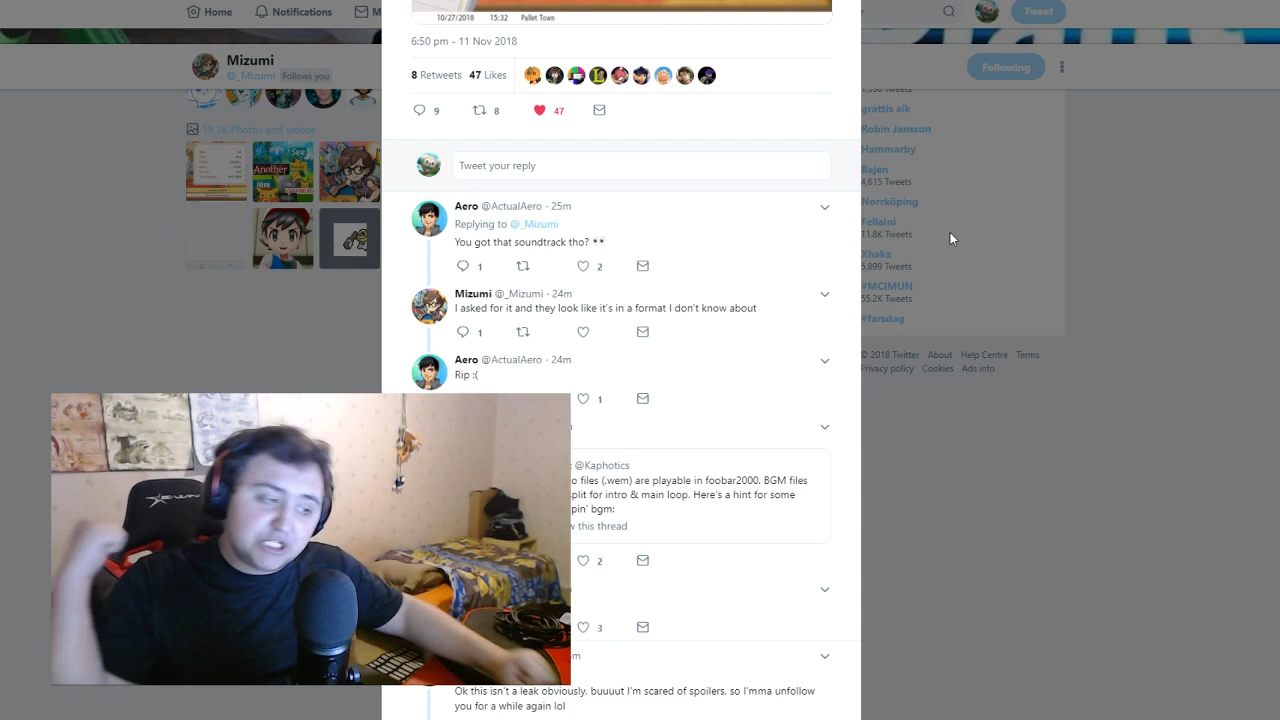 Home
Notifications
M
Tweet
Mizumi
@_Mizumi Follows you
Following
19.3K Photos and videos
See
Another
10/27/2018 15:32 Pallet Town
6:50 pm - 11 Nov 2018
8 Retweets 47 Likes
9 8 47
Tweet your reply
Aero @ActualAero · 25m
Replying to @_Mizumi
You got that soundtrack tho? 👀
1 2
Mizumi @_Mizumi · 24m
I asked for it and they look like it's in a format I don't know about
1
Aero @ActualAero · 24m
Rip :(
1
@Kaphotics
o files (.wem) are playable in foobar2000. BGM files
split for intro & main loop. Here's a hint for some
pin' bgm:
w this thread
2
3
m
Ok this isn't a leak obviously, buuuut I'm scared of spoilers, so I'mma unfollow
you for a while again lol
grattis aik
Robin Jansson
Hammarby
Bajen
4,615 Tweets
Norrköping
Fellaini
11.8K Tweets
Xhaka
5,899 Tweets
#MCIMUN
55.2K Tweets
#farsdag
© 2018 Twitter About Help Centre Terms
Privacy policy Cookies Ads info